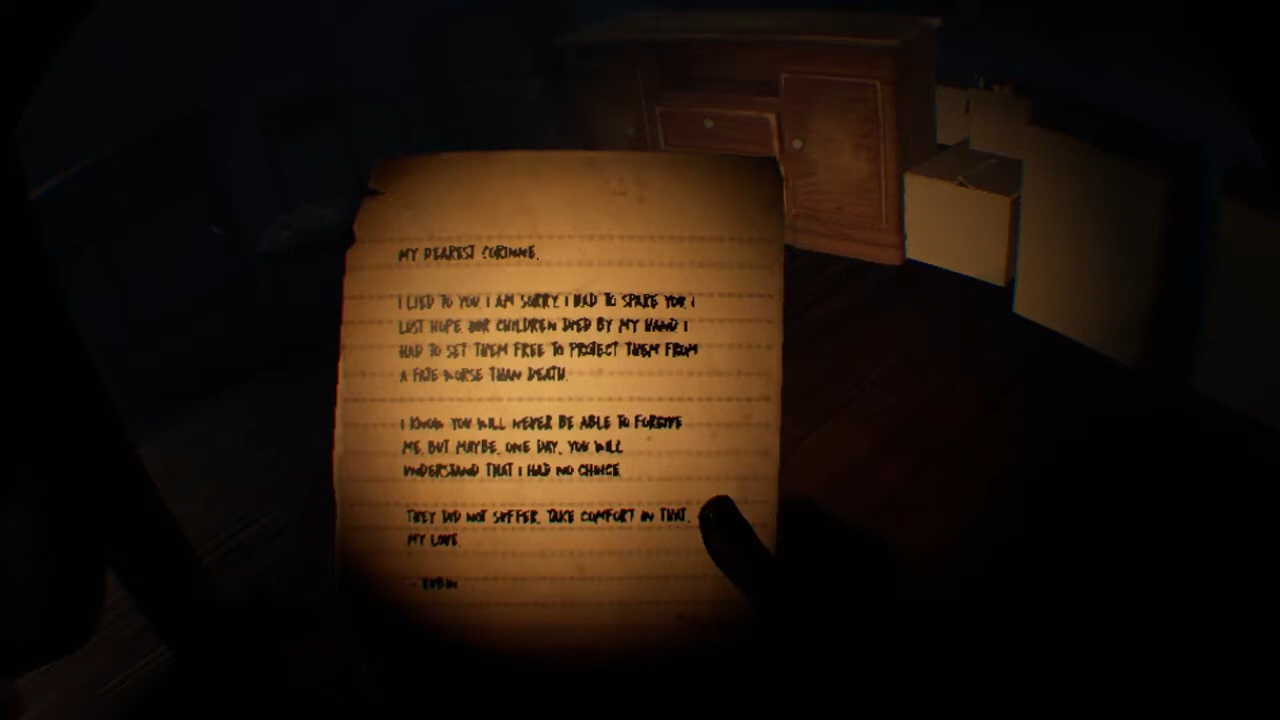 MY DEAREST CORINNE,
I LIED TO YOU. I AM SORRY. I HAD TO SPARE YOU. I
LOST HOPE. OUR CHILDREN DIED BY MY HAND. I
HAD TO SET THEM FREE TO PROTECT THEM FROM
A FATE WORSE THAN DEATH.
I KNOW YOU WILL NEVER BE ABLE TO FORGIVE
ME. BUT MAYBE, ONE DAY, YOU WILL
UNDERSTAND THAT I HAD NO CHOICE.
THEY DID NOT SUFFER. TAKE COMFORT IN THAT,
MY LOVE.
- ROBIN